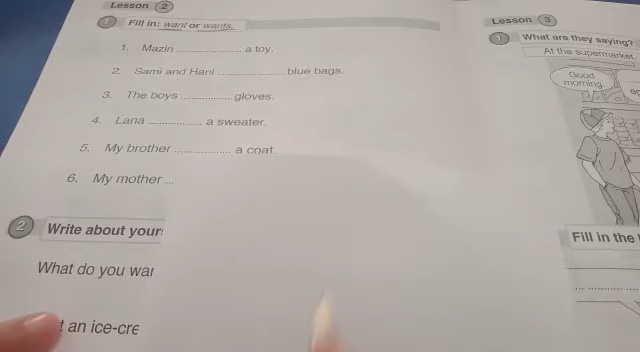 Lesson 2
1 Fill in: want or wants.
1. Mazin .................... a toy.
2. Sami and Hani .................... blue bags.
3. The boys ................ gloves.
4. Lana ................ a sweater.
5. My brother ................ a coat.
6. My mother ...
2 Write about your
What do you wa
t an ice-cre
Lesson 3
1 What are they saying?
At the supermarket.
Good
morning.
Fill in the